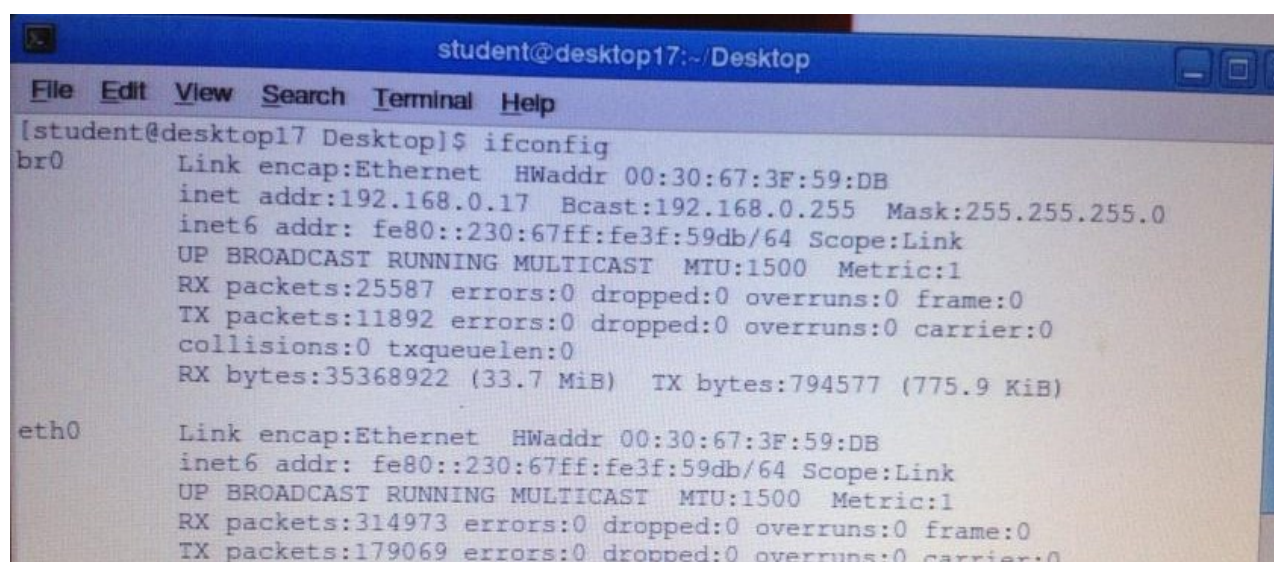 student@desktop17:~/Desktop
File Edit View Search Terminal Help
[student@desktop17 Desktop]$ ifconfig
br0 Link encap:Ethernet HWaddr 00:30:67:3F:59:DB
inet addr:192.168.0.17 Bcast:192.168.0.255 Mask:255.255.255.0
inet6 addr: fe80::230:67ff:fe3f:59db/64 Scope:Link
UP BROADCAST RUNNING MULTICAST MTU:1500 Metric:1
RX packets:25587 errors:0 dropped:0 overruns:0 frame:0
TX packets:11892 errors:0 dropped:0 overruns:0 carrier:0
collisions:0 txqueuelen:0
RX bytes:35368922 (33.7 MiB) TX bytes:794577 (775.9 KiB)
eth0 Link encap:Ethernet HWaddr 00:30:67:3F:59:DB
inet6 addr: fe80::230:67ff:fe3f:59db/64 Scope:Link
UP BROADCAST RUNNING MULTICAST MTU:1500 Metric:1
RX packets:314973 errors:0 dropped:0 overruns:0 frame:0
TX packets:179069 errors:0 dropped:0 overruns:0 carrier:0